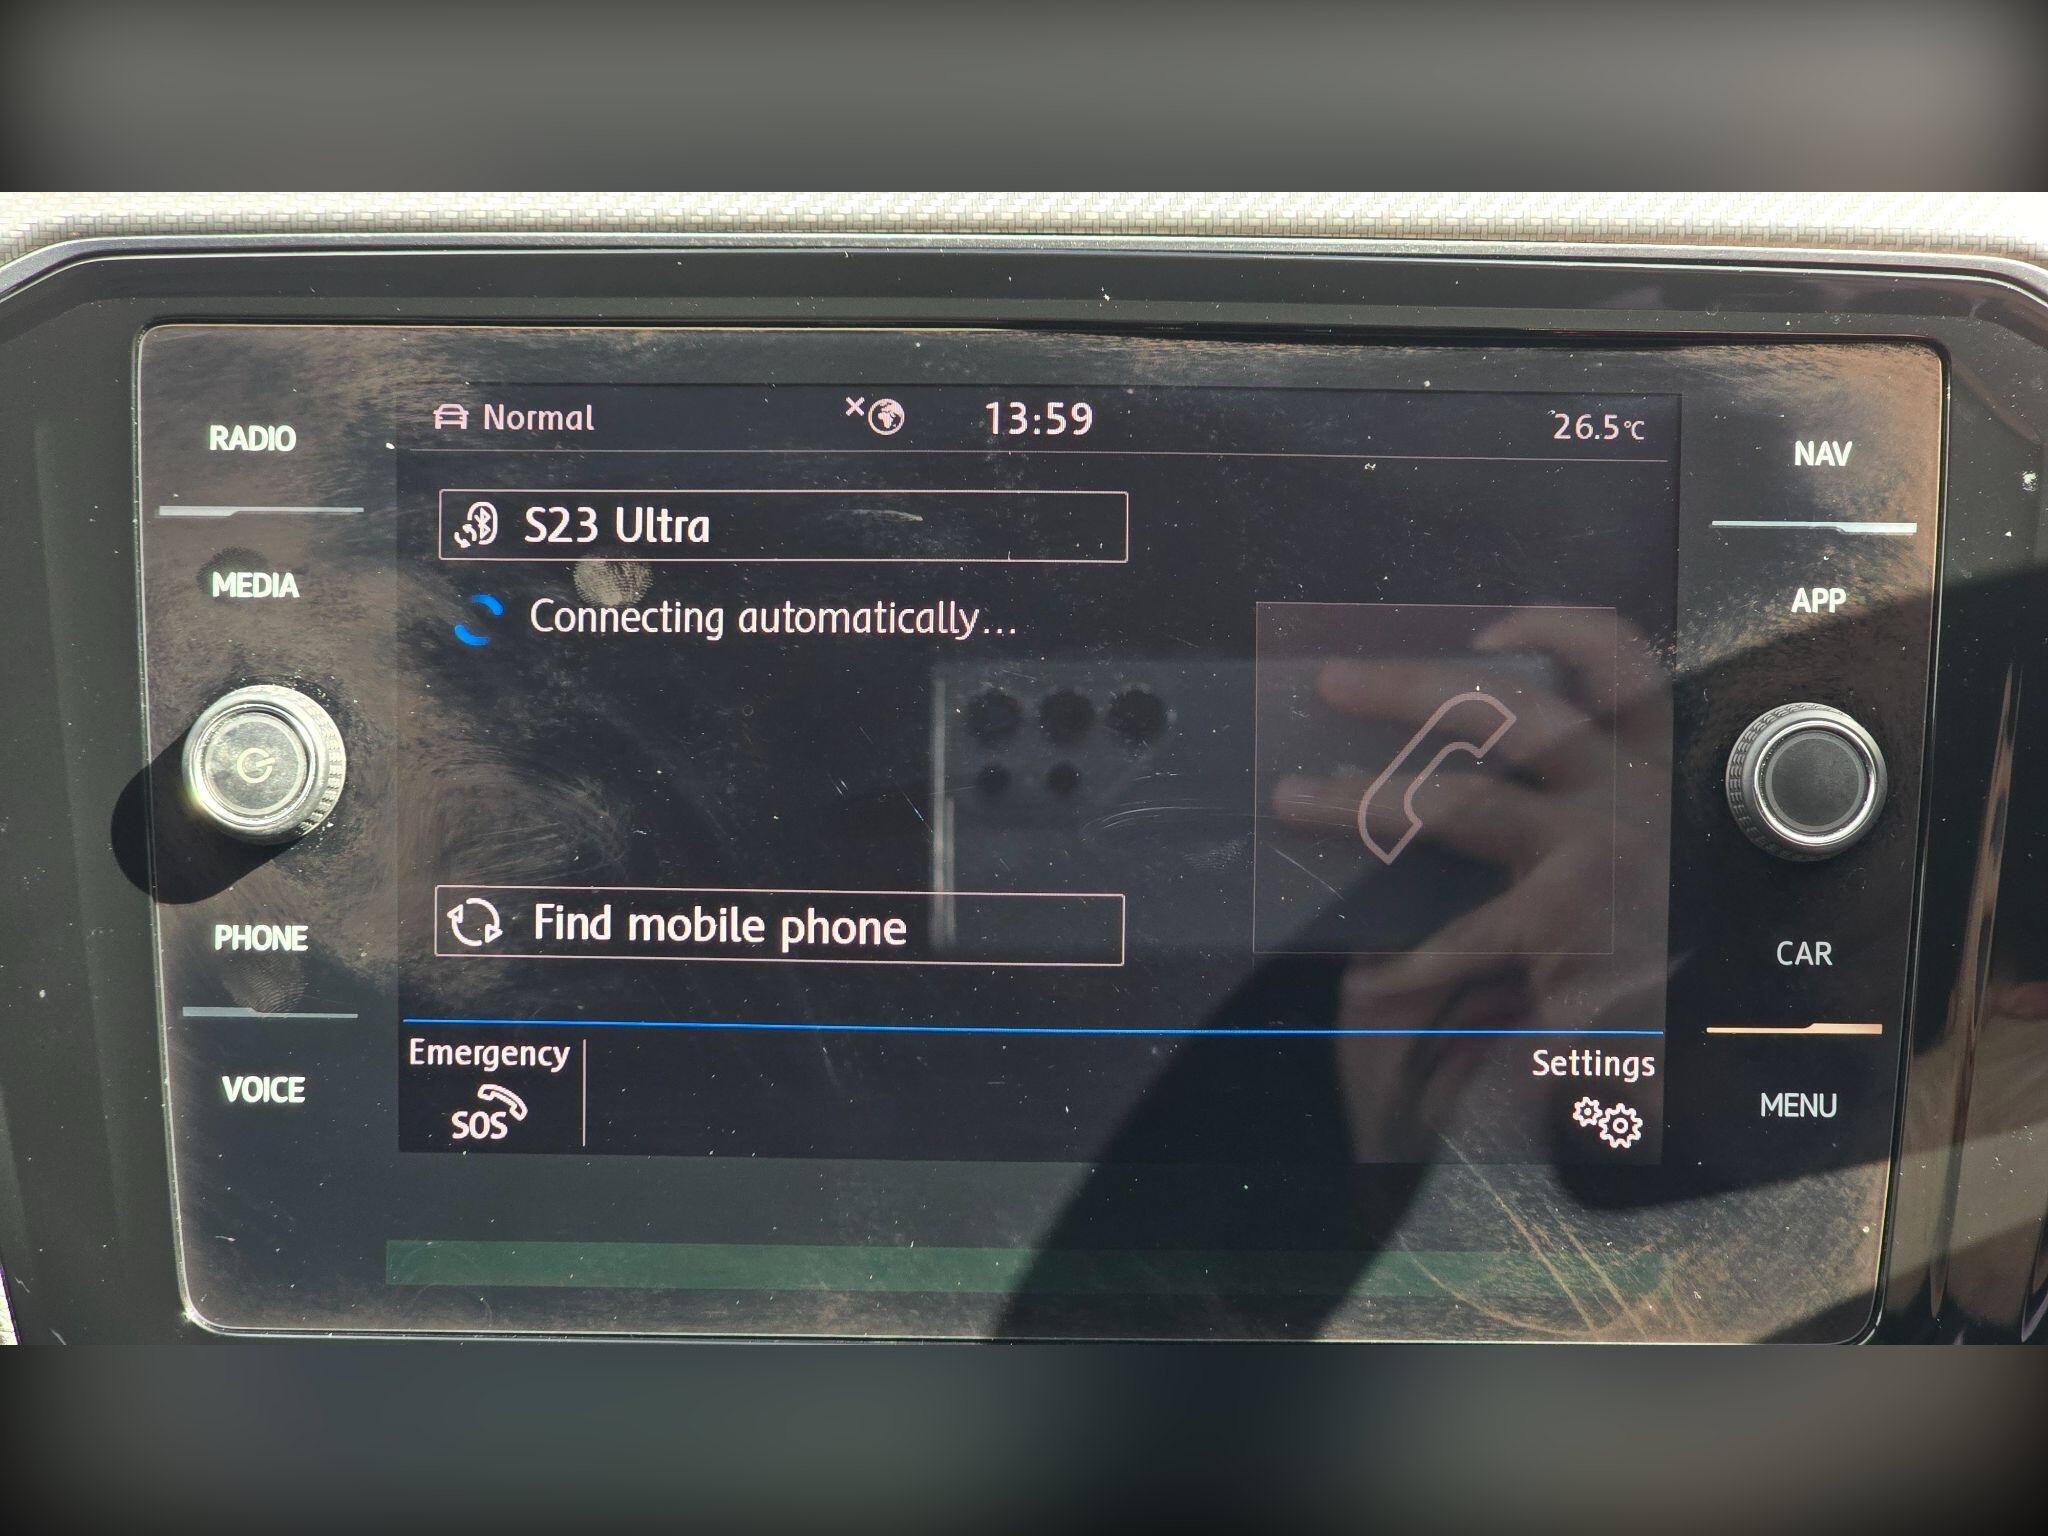 Normal
13:59
26.5°C
RADIO
MEDIA
PHONE
VOICE
S23 Ultra
Connecting automatically...
Find mobile phone
Emergency
SOS
Settings
NAV
APP
CAR
MENU